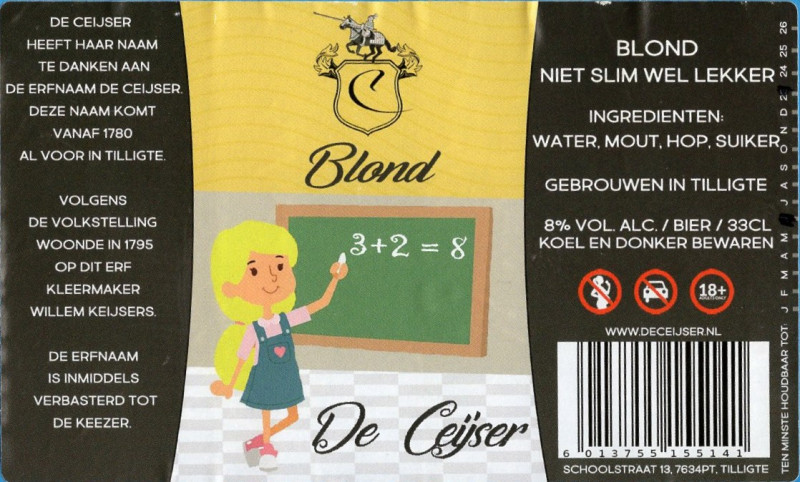 DE CEIJSER
HEEFT HAAR NAAM
TE DANKEN AAN
DE ERFNAAM DE CEIJSER.
DEZE NAAM KOMT
VANAF 1780
AL VOOR IN TILLIGTE.
VOLGENS
DE VOLKSTELLING
WOONDE IN 1795
OP DIT ERF
KLEERMAKER
WILLEM KEIJSERS.
DE ERFNAAM
IS INMIDDELS
VERBASTERD TOT
DE KEEZER.
C
Blond
3+2 = 8
De Ceijser
BLOND
NIET SLIM WEL LEKKER
INGREDIENTEN:
WATER, MOUT, HOP, SUIKER
GEBROUWEN IN TILLIGTE
8% VOL. ALC. / BIER / 33CL
KOEL EN DONKER BEWAREN
18+
ADULTS ONLY
WWW.DECEIJSER.NL
6 013755 155141
SCHOOLSTRAAT 13, 7634PT, TILLIGTE
TEN MINSTE HOUDBAAR TOT: J F M A M J J A S O N D 23 24 25 26